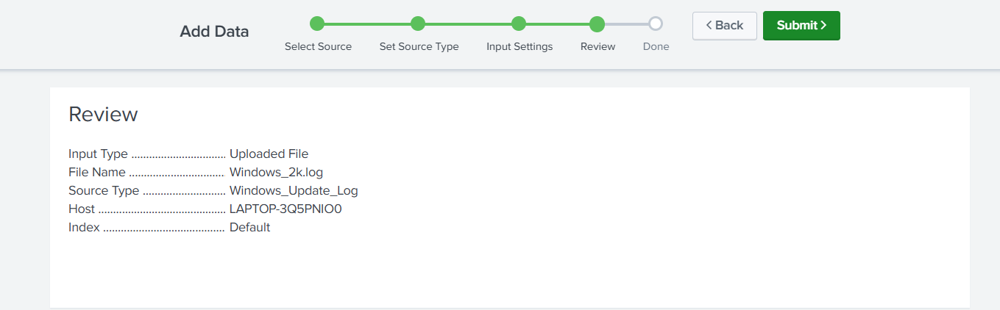 Add Data
Select Source
Set Source Type
Input Settings
Review
Done
< Back
Submit >
Review
Input Type ................................ Uploaded File
File Name ................................ Windows_2k.log
Source Type ............................ Windows_Update_Log
Host ........................................... LAPTOP-3Q5PNIO0
Index ......................................... Default